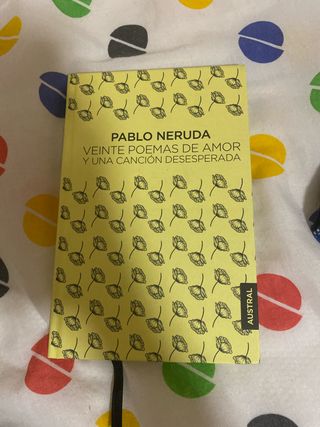 PABLO NERUDA
VEINTE POEMAS DE AMOR
Y UNA CANCIÓN DESESPERADA
AUSTRAL